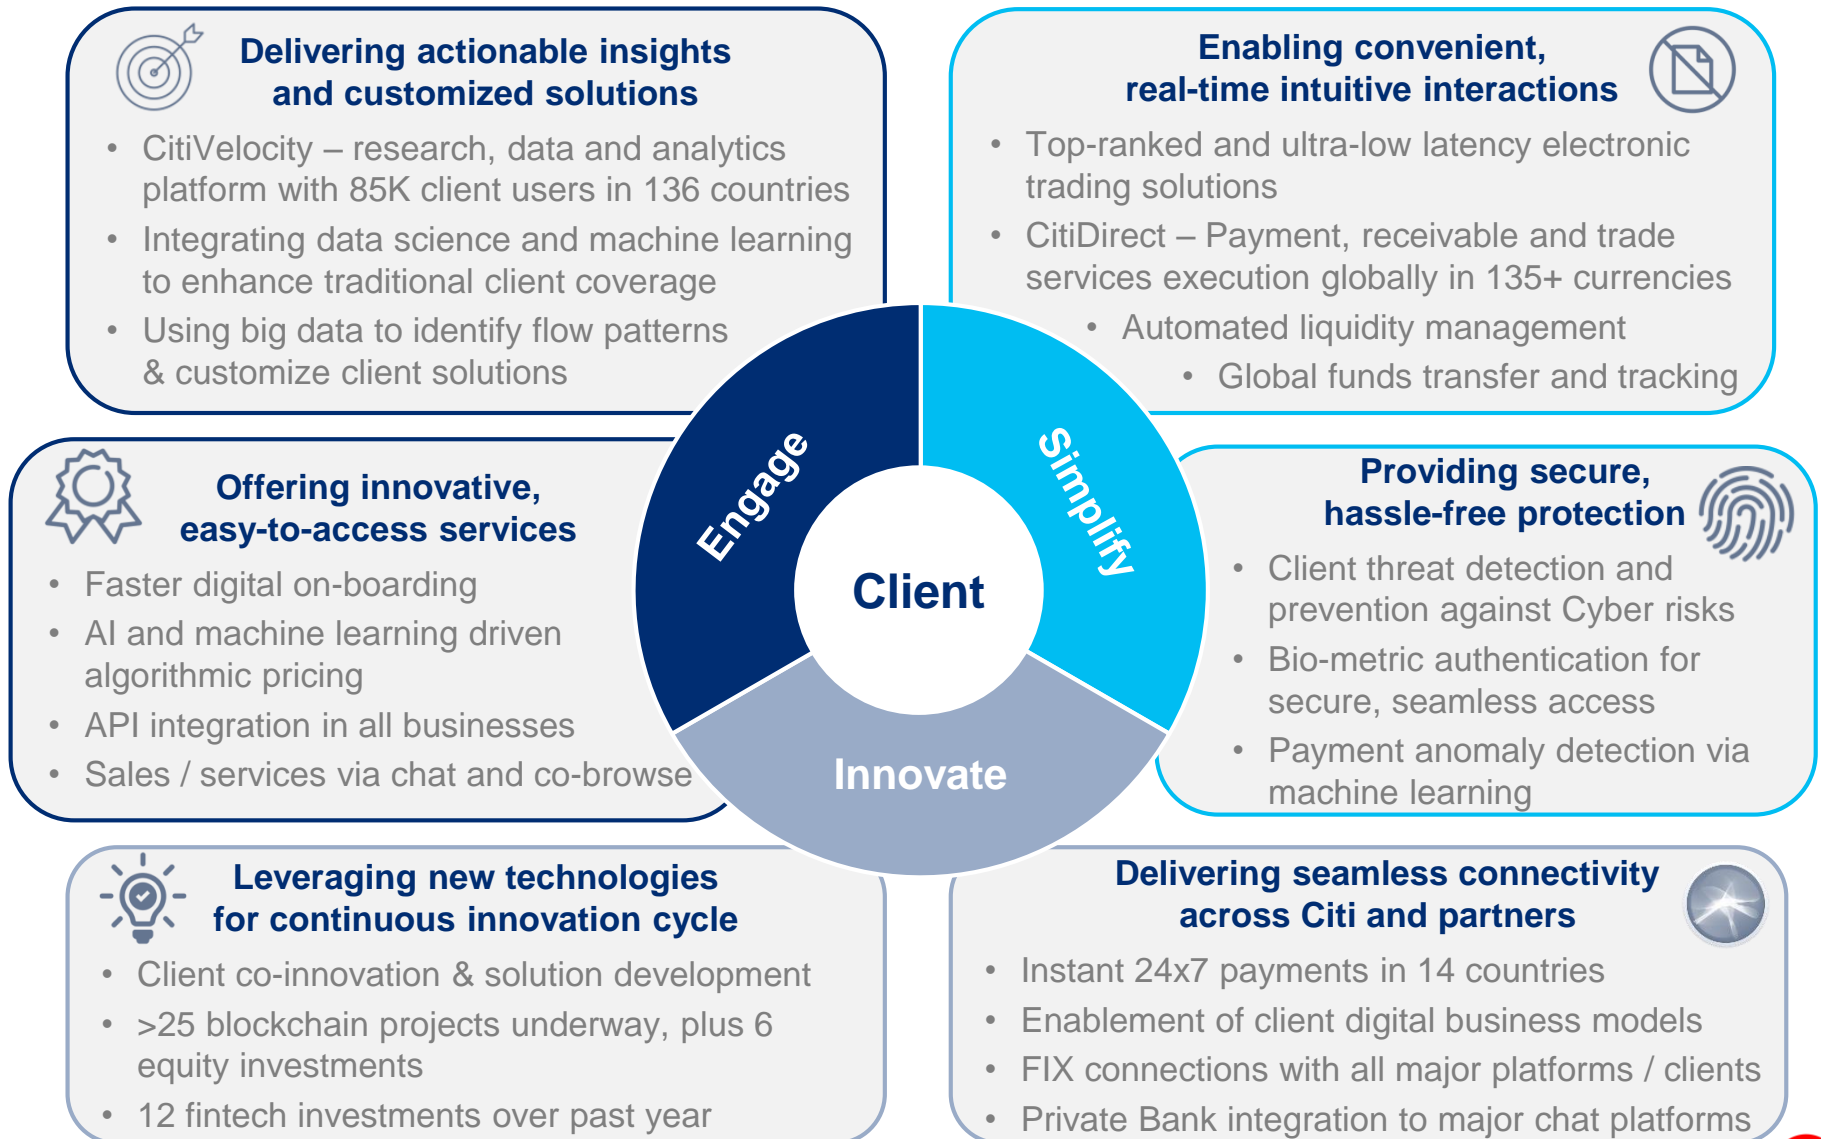 Delivering actionable insights
and customized solutions
• CitiVelocity – research, data and analytics
platform with 85K client users in 136 countries
• Integrating data science and machine learning
to enhance traditional client coverage
• Using big data to identify flow patterns
& customize client solutions
Enabling convenient,
real-time intuitive interactions
• Top-ranked and ultra-low latency electronic
trading solutions
• CitiDirect – Payment, receivable and trade
services execution globally in 135+ currencies
• Automated liquidity management
• Global funds transfer and tracking
Offering innovative,
easy-to-access services
• Faster digital on-boarding
• AI and machine learning driven
algorithmic pricing
• API integration in all businesses
• Sales / services via chat and co-browse
Engage
Simplify
Client
Innovate
Providing secure,
hassle-free protection
• Client threat detection and
prevention against Cyber risks
• Bio-metric authentication for
secure, seamless access
• Payment anomaly detection via
machine learning
Leveraging new technologies
for continuous innovation cycle
• Client co-innovation & solution development
• >25 blockchain projects underway, plus 6
equity investments
• 12 fintech investments over past year
Delivering seamless connectivity
across Citi and partners
• Instant 24x7 payments in 14 countries
• Enablement of client digital business models
• FIX connections with all major platforms / clients
• Private Bank integration to major chat platforms